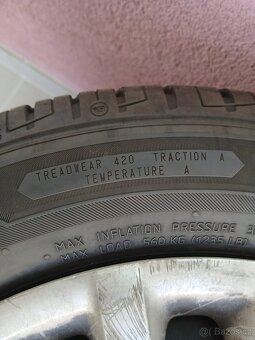 TREADWEAR 420 TRACTION A
TEMPERATURE A
MAX INFLATION PRESSURE
MAX LOAD 560 KG (1235 LB)